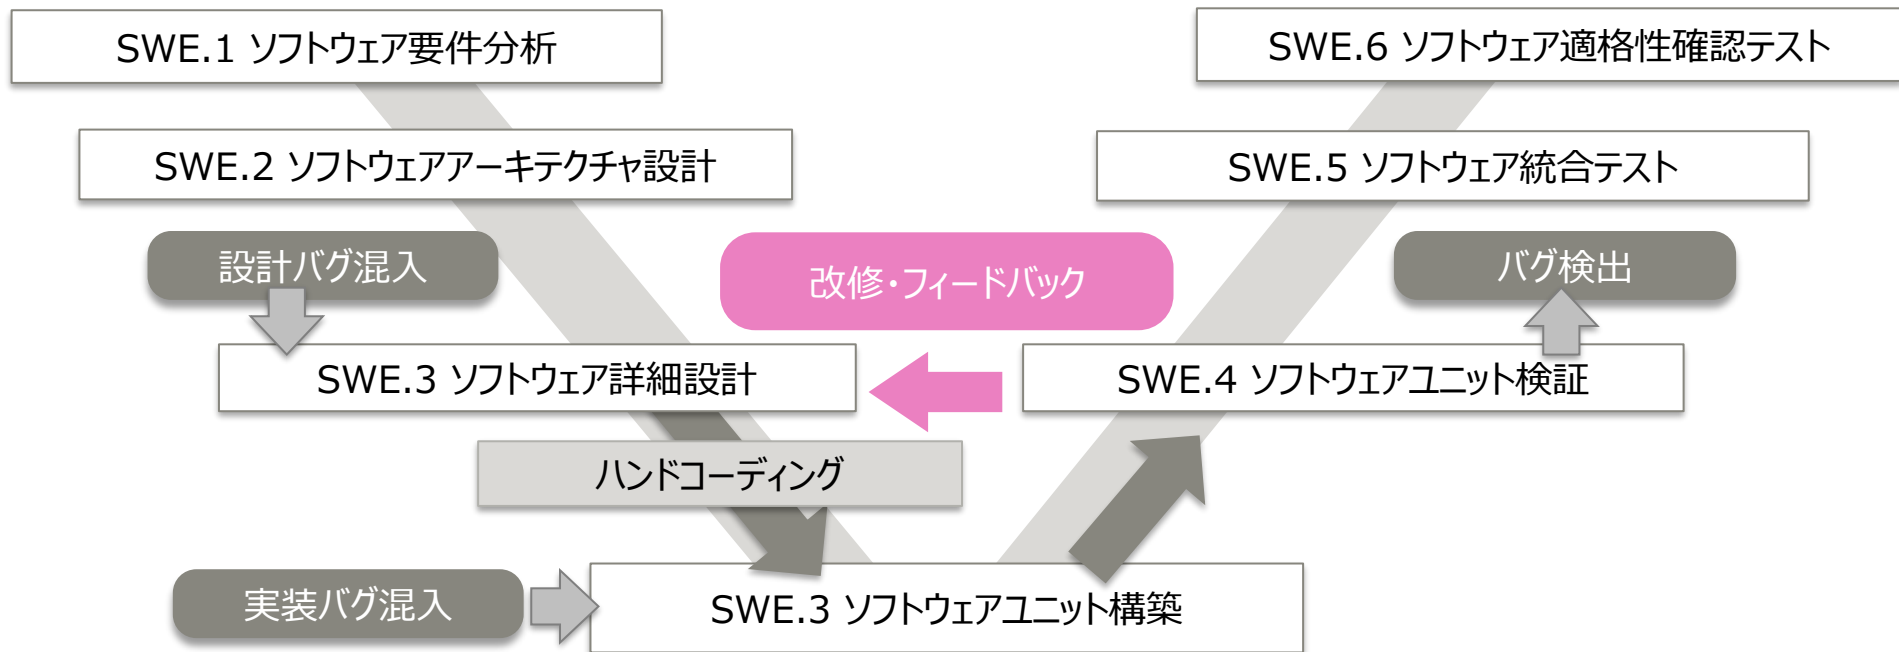 SWE.1 ソフトウェア要件分析
SWE.6 ソフトウェア適格性確認テスト
SWE.2 ソフトウェアアーキテクチャ設計
SWE.5 ソフトウェア統合テスト
設計バグ混入
改修・フィードバック
バグ検出
SWE.3 ソフトウェア詳細設計
SWE.4 ソフトウェアユニット検証
ハンドコーディング
実装バグ混入
SWE.3 ソフトウェアユニット構築